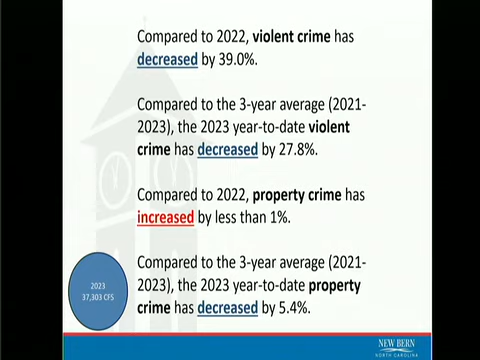 Compared to 2022, violent crime has
decreased by 39.0%.
Compared to the 3-year average (2021-
2023), the 2023 year-to-date violent
crime has decreased by 27.8%.
Compared to 2022, property crime has
increased by less than 1%.
Compared to the 3-year average (2021-
2023), the 2023 year-to-date property
crime has decreased by 5.4%.
2023
37,303 CFS
NEW BERN
NORTH CAROLINA